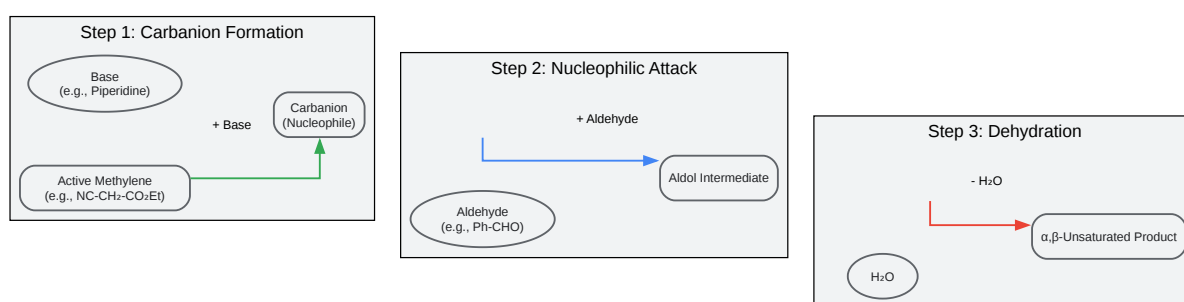 Step 1: Carbanion Formation
Base
(e.g., Piperidine)
Carbanion
(Nucleophile)
+ Base
Active Methylene
(e.g., NC-CH₂-CO₂Et)
Step 2: Nucleophilic Attack
+ Aldehyde
Aldol Intermediate
Aldehyde
(e.g., Ph-CHO)
Step 3: Dehydration
- H₂O
α,β-Unsaturated Product
H₂O